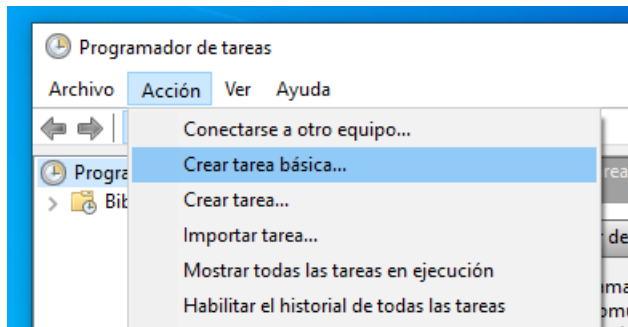 Programador de tareas
Archivo Acción Ver Ayuda
Conectarse a otro equipo...
Crear tarea básica...
Crear tarea...
Importar tarea...
Mostrar todas las tareas en ejecución
Habilitar el historial de todas las tareas